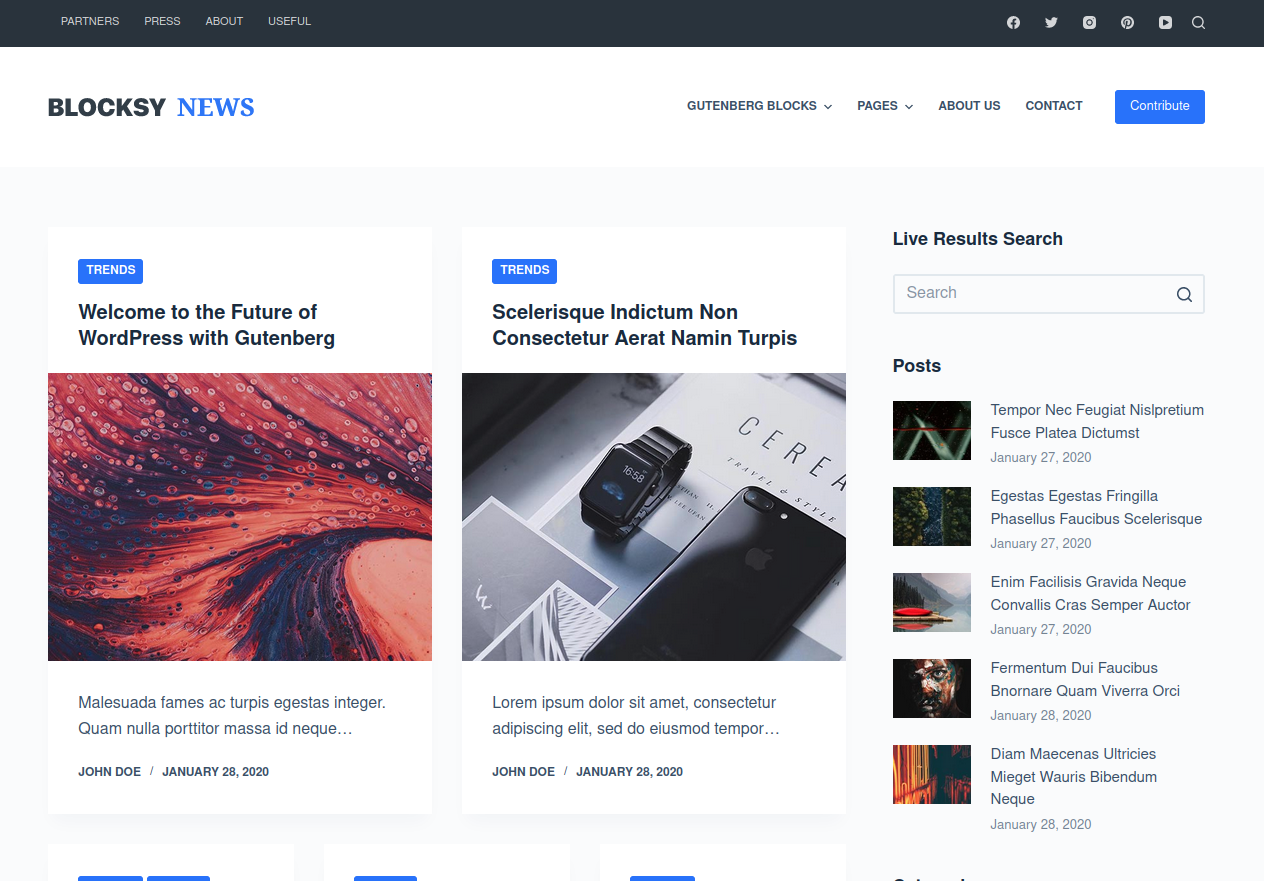 PARTNERS PRESS ABOUT USEFUL
BLOCKSY NEWS
GUTENBERG BLOCKS PAGES ABOUT US CONTACT Contribute
TRENDS
Welcome to the Future of
WordPress with Gutenberg
Malesuada fames ac turpis egestas integer.
Quam nulla porttitor massa id neque…
JOHN DOE / JANUARY 28, 2020
TRENDS
Scelerisque Indictum Non
Consectetur Aerat Namin Turpis
16:58
CEREA
TRAVEL & STYLE
LEE UFAN
Lorem ipsum dolor sit amet, consectetur
adipiscing elit, sed do eiusmod tempor…
JOHN DOE / JANUARY 28, 2020
Live Results Search
Search
Posts
Tempor Nec Feugiat Nislpretium
Fusce Platea Dictumst
January 27, 2020
Egestas Egestas Fringilla
Phasellus Faucibus Scelerisque
January 27, 2020
Enim Facilisis Gravida Neque
Convallis Cras Semper Auctor
January 27, 2020
Fermentum Dui Faucibus
Bnornare Quam Viverra Orci
January 28, 2020
Diam Maecenas Ultricies
Mieget Wauris Bibendum
Neque
January 28, 2020